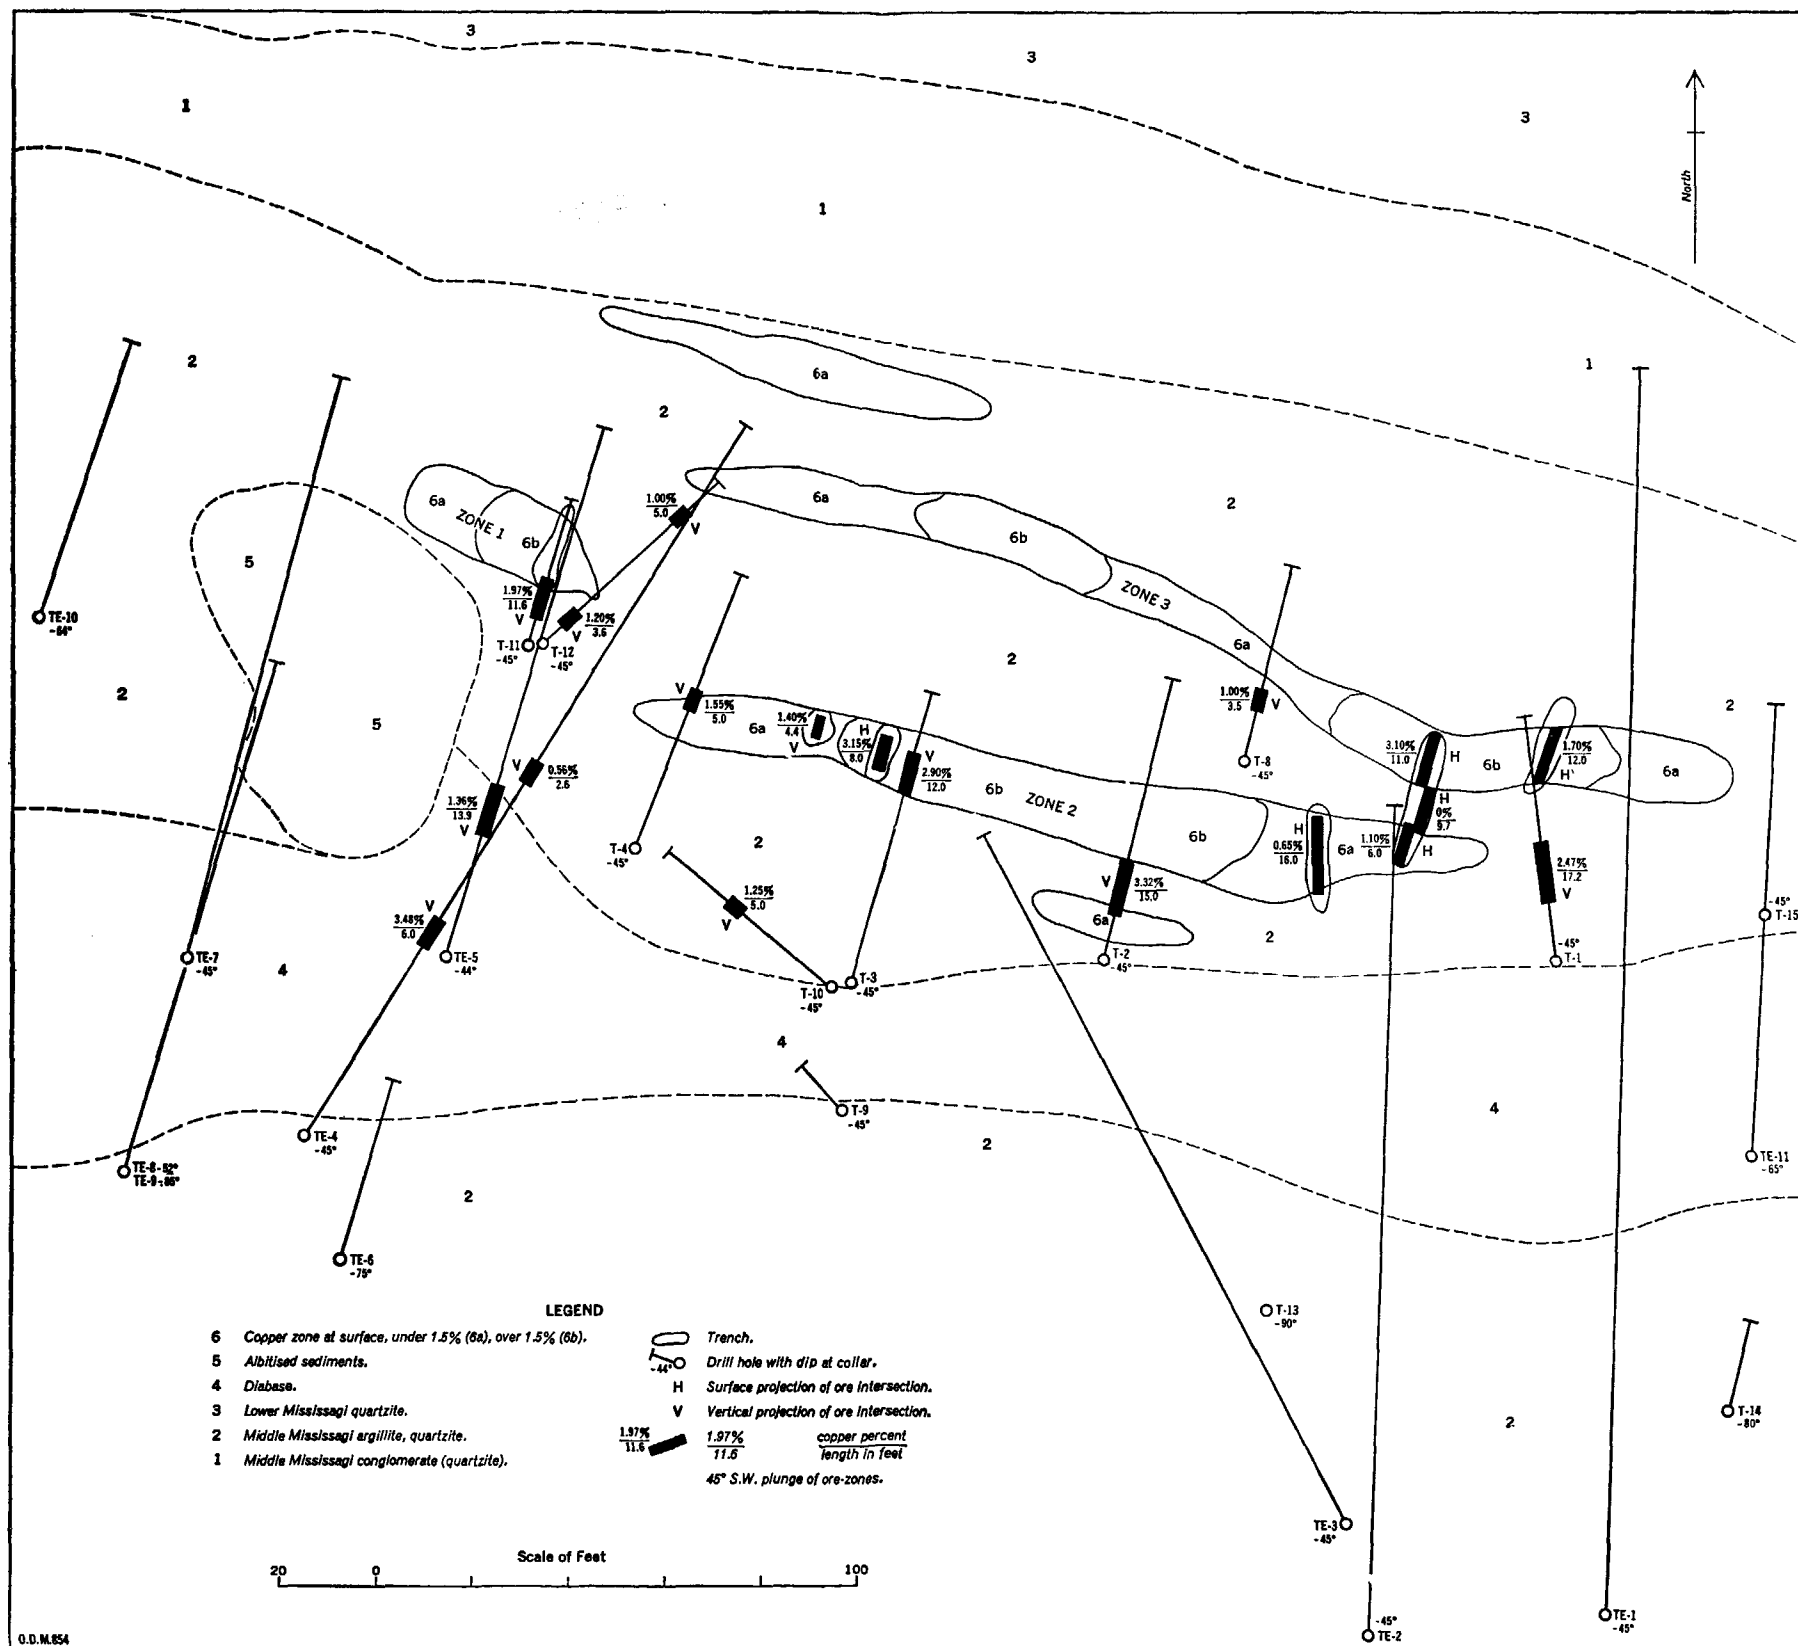 3
3
3
1
North
1
1
2
6a
2
6a
ZONE 1
6b
1.00%
5.0
V
6a
6b
2
5
ZONE 3
TE-10
-64°
1.97%
11.6
V
1.20%
3.6
V
T-11
-45°
T-12
-45°
6a
2
2
5
V
1.55%
5.0
6a
1.40%
4.4
V
H
3.15%
8.0
V
2.90%
12.0
6b
ZONE 2
1.00%
3.5
V
T-8
-45°
2
3.10%
11.0
H
6b
1.70%
12.0
H
6a
V
0.56%
2.6
1.36%
13.9
V
H
0%
9.7
T-4
-45°
2
6b
H
0.65%
16.0
6a
1.10%
6.0
H
2.47%
17.2
V
1.25%
5.0
V
V
3.32%
15.0
6a
2
V
3.48%
6.0
-45°
T-15
TE-7
-45°
4
TE-5
-44°
T-10
-45°
T-3
-45°
T-2
-45°
-45°
T-1
4
4
TE-4
-45°
T-9
-45°
2
TE-8 -52°
TE-9 -86°
2
TE-11
-65°
TE-6
-75°
T-13
-90°
T-14
-80°
2
TE-3
-45°
-45°
TE-2
TE-1
-45°
LEGEND
6 Copper zone at surface, under 1.5% (6a), over 1.5% (6b).
5 Albitised sediments.
4 Diabase.
3 Lower Mississagi quartzite.
2 Middle Mississagi argillite, quartzite.
1 Middle Mississagi conglomerate (quartzite).
Trench.
-44° Drill hole with dip at collar.
H Surface projection of ore intersection.
V Vertical projection of ore intersection.
1.97% 1.97% copper percent
11.6 11.6 length in feet
45° S.W. plunge of ore-zones.
Scale of Feet
20 0 100
O.D.M.854